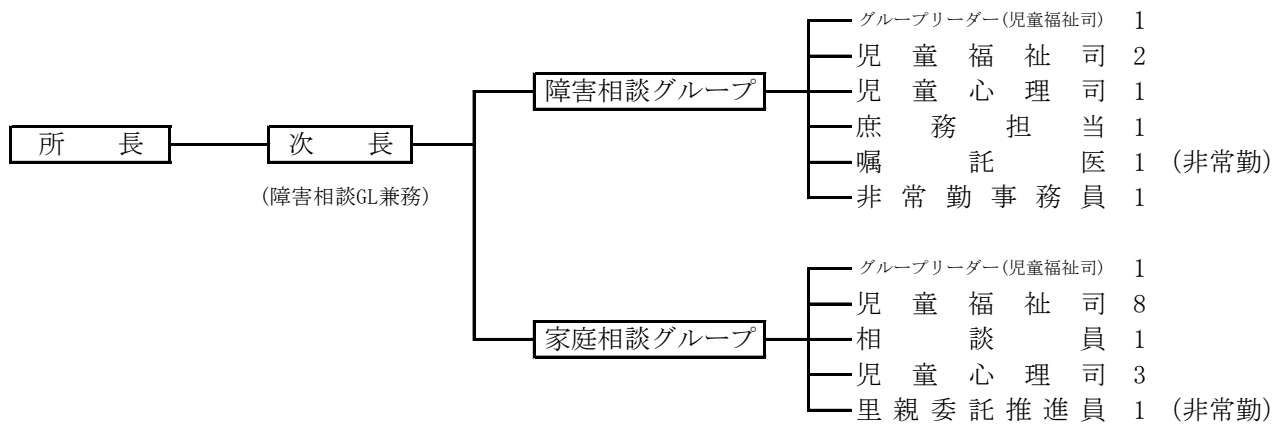 所長
次長
(障害相談GL兼務)
障害相談グループ
グループリーダー(児童福祉司) 1
児童福祉司 2
児童心理司 1
庶務担当 1
嘱託医 1 (非常勤)
非常勤事務員 1
家庭相談グループ
グループリーダー(児童福祉司) 1
児童福祉司 8
相談員 1
児童心理司 3
里親委託推進員 1 (非常勤)